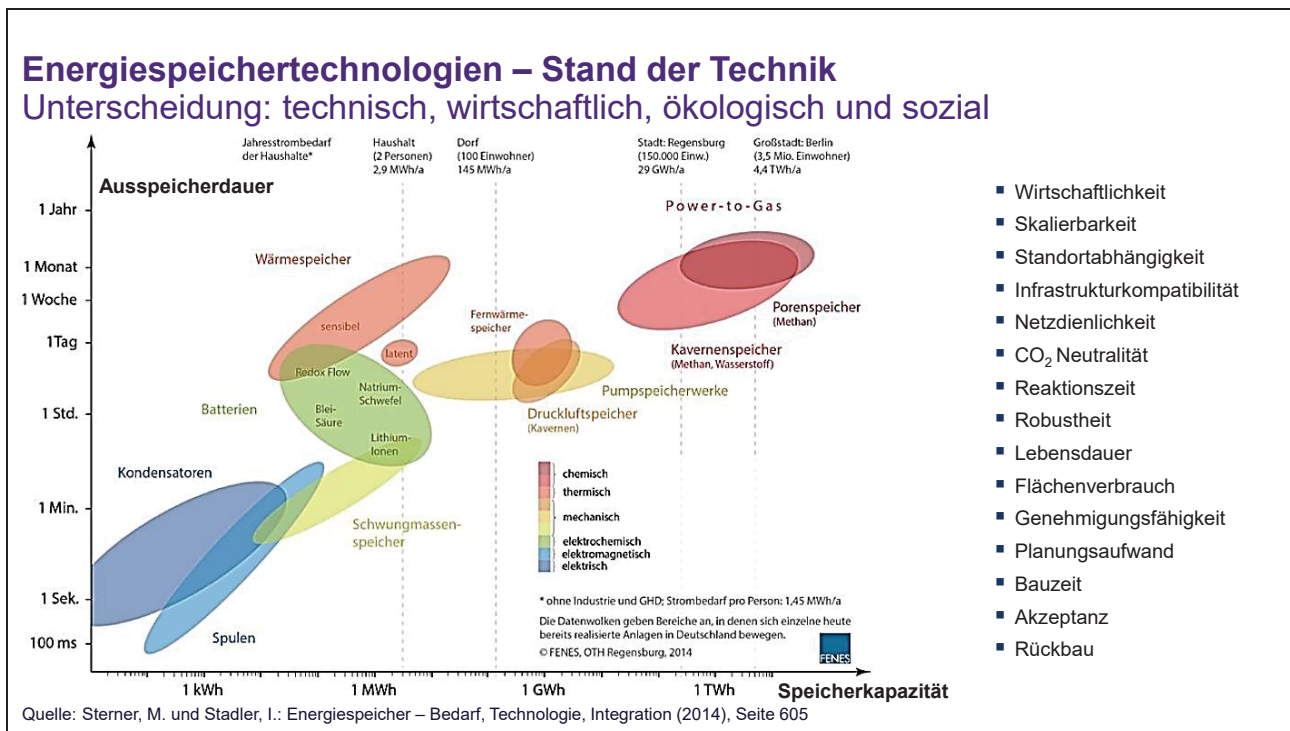 Energiespeichertechnologien – Stand der Technik
Unterscheidung: technisch, wirtschaftlich, ökologisch und sozial
Jahresstrombedarf
der Haushalte*
Haushalt
(2 Personen)
2,9 MWh/a
Dorf
(100 Einwohner)
145 MWh/a
Stadt: Regensburg
(150.000 Einw.)
29 GWh/a
Großstadt: Berlin
(3,5 Mio. Einwohner)
4,4 TWh/a
Ausspeicherdauer
1 Jahr
1 Monat
1 Woche
1Tag
1 Std.
1 Min.
1 Sek.
100 ms
Power-to-Gas
Wärmespeicher
sensibel
latent
Fernwärme-
speicher
Porenspeicher
(Methan)
Kavernenspeicher
(Methan, Wasserstoff)
Redox Flow
Natrium-
Schwefel
Batterien
Blei-
Säure
Lithium-
Ionen
Pumpspeicherwerke
Druckluftspeicher
(Kavernen)
Kondensatoren
Schwungmassen-
speicher
Spulen
chemisch
thermisch
mechanisch
elektrochemisch
elektromagnetisch
elektrisch
* ohne Industrie und GHD; Strombedarf pro Person: 1,45 MWh/a
Die Datenwolken geben Bereiche an, in denen sich einzelne heute
bereits realisierte Anlagen in Deutschland bewegen.
© FENES, OTH Regensburg, 2014
FENES
1 kWh
1 MWh
1 GWh
1 TWh
Speicherkapazität
▪ Wirtschaftlichkeit
▪ Skalierbarkeit
▪ Standortabhängigkeit
▪ Infrastrukturkompatibilität
▪ Netzdienlichkeit
▪ CO₂ Neutralität
▪ Reaktionszeit
▪ Robustheit
▪ Lebensdauer
▪ Flächenverbrauch
▪ Genehmigungsfähigkeit
▪ Planungsaufwand
▪ Bauzeit
▪ Akzeptanz
▪ Rückbau
Quelle: Sterner, M. und Stadler, I.: Energiespeicher – Bedarf, Technologie, Integration (2014), Seite 605